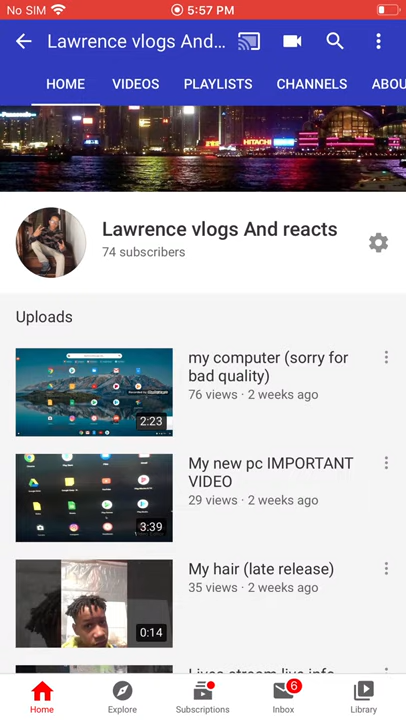 No SIM 5:57 PM
Lawrence vlogs And...
HOME VIDEOS PLAYLISTS CHANNELS ABOU
Panasonic HITACHI
Lawrence vlogs And reacts
74 subscribers
Uploads
my computer (sorry for
bad quality)
76 views · 2 weeks ago
2:23
My new pc IMPORTANT
VIDEO
29 views · 2 weeks ago
3:39
My hair (late release)
35 views · 2 weeks ago
0:14
6
Home Explore Subscriptions Inbox Library